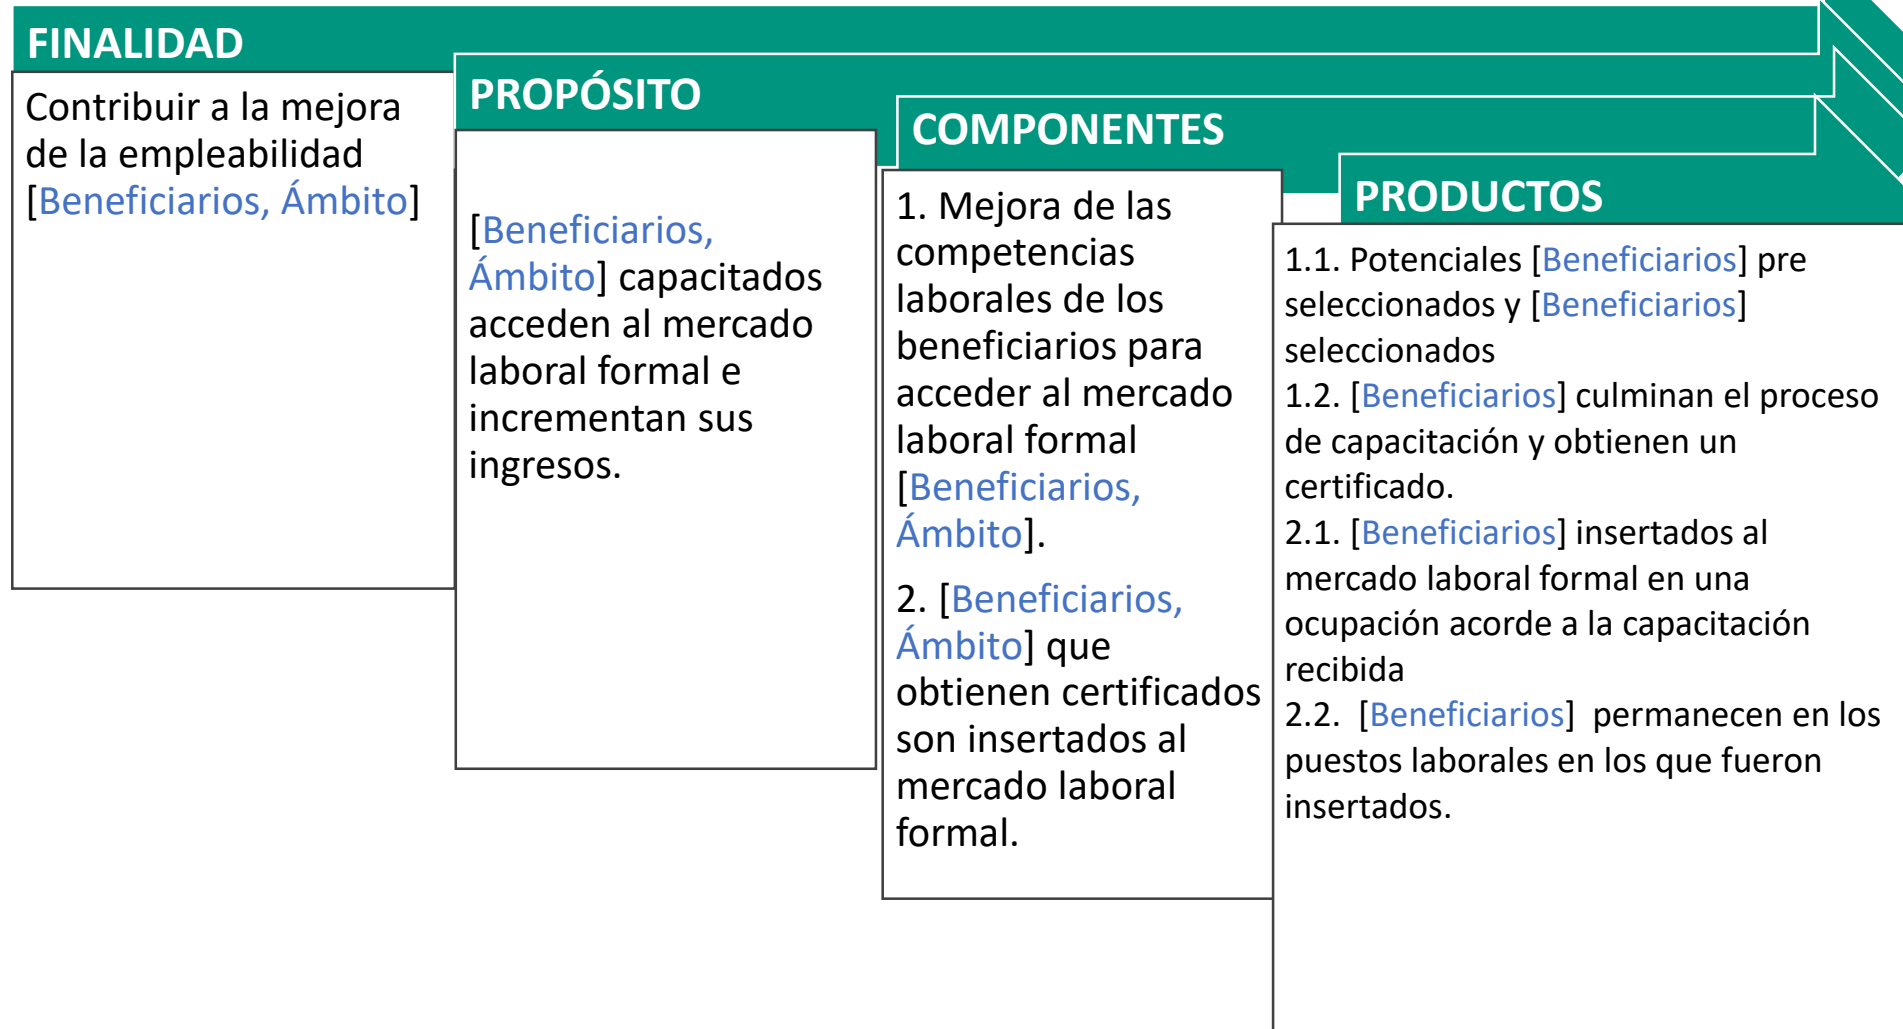 FINALIDAD
Contribuir a la mejora
de la empleabilidad
[Beneficiarios, Ámbito]
PROPÓSITO
[Beneficiarios,
Ámbito] capacitados
acceden al mercado
laboral formal e
incrementan sus
ingresos.
COMPONENTES
1. Mejora de las
competencias
laborales de los
beneficiarios para
acceder al mercado
laboral formal
[Beneficiarios,
Ámbito].
2. [Beneficiarios,
Ámbito] que
obtienen certificados
son insertados al
mercado laboral
formal.
PRODUCTOS
1.1. Potenciales [Beneficiarios] pre
seleccionados y [Beneficiarios]
seleccionados
1.2. [Beneficiarios] culminan el proceso
de capacitación y obtienen un
certificado.
2.1. [Beneficiarios] insertados al
mercado laboral formal en una
ocupación acorde a la capacitación
recibida
2.2. [Beneficiarios] permanecen en los
puestos laborales en los que fueron
insertados.